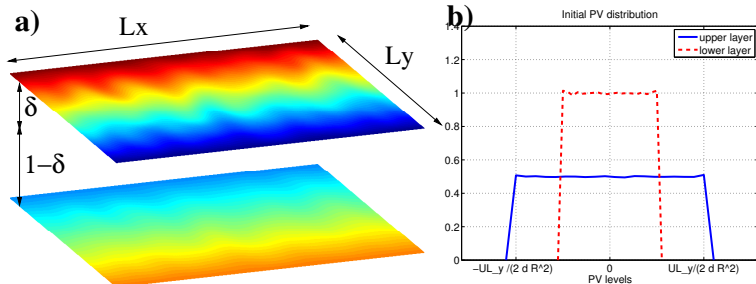 a)
Lx
Ly
δ
1−δ
b)
Initial PV distribution
upper layer
lower layer
1.4
1.2
1
0.8
0.6
0.4
0.2
0
−UL_y /(2 d R^2)
0
UL_y/(2 d R^2)
PV levels